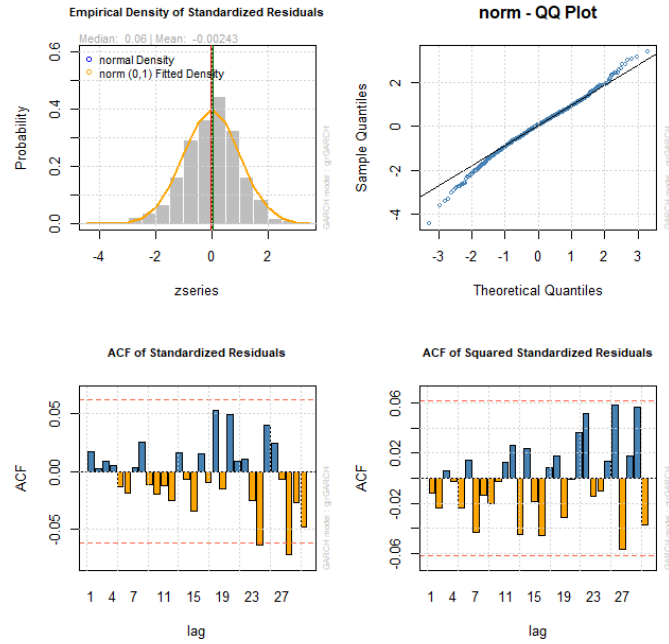 Empirical Density of Standardized Residuals
Median: 0.06 | Mean: -0.00243
normal Density
norm (0,1) Fitted Density
Probability
0.0 0.2 0.4 0.6
-4 -2 0 2
zseries
GARCH model : gjrGARCH
norm - QQ Plot
Sample Quantiles
-4 -2 0 2
-3 -2 -1 0 1 2 3
Theoretical Quantiles
GARCH model : gjrGARCH
ACF of Standardized Residuals
ACF
-0.05 0.00 0.05
1 4 7 11 15 19 23 27
lag
GARCH model : gjrGARCH
ACF of Squared Standardized Residuals
ACF
-0.06 -0.02 0.02 0.06
1 4 7 11 15 19 23 27
lag
GARCH model : gjrGARCH